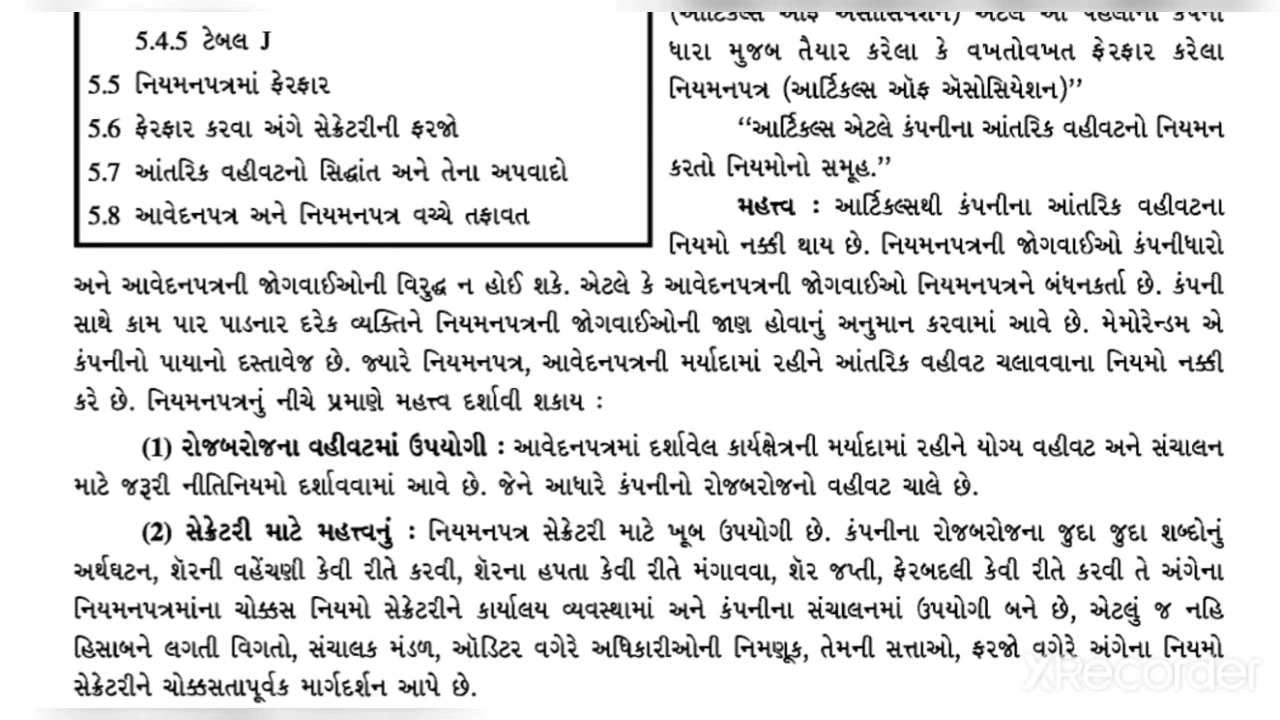 5.4.5 ટેબલ J
5.5 નિયમનપત્રમાં ફેરફાર
5.6 ફેરફાર કરવા અંગે સેક્રેટરીની ફરજો
5.7 આંતરિક વહીવટનો સિદ્ધાંત અને તેના અપવાદો
5.8 આવેદનપત્ર અને નિયમનપત્ર વચ્ચે તફાવત
(આર્ટિકલ્સ ઑફ ઍસોસિયેશન) એટલે આ પહેલાંના કંપની
ધારા મુજબ તૈયાર કરેલા કે વખતોવખત ફેરફાર કરેલા
નિયમનપત્ર (આર્ટિકલ્સ ઑફ ઍસોસિયેશન)”
“આર્ટિકલ્સ એટલે કંપનીના આંતરિક વહીવટનો નિયમન
કરતો નિયમોનો સમૂહ.”
મહત્ત્વ : આર્ટિકલ્સથી કંપનીના આંતરિક વહીવટના
નિયમો નક્કી થાય છે. નિયમનપત્રની જોગવાઈઓ કંપનીધારો
અને આવેદનપત્રની જોગવાઈઓની વિરુદ્ધ ન હોઈ શકે. એટલે કે આવેદનપત્રની જોગવાઈઓ નિયમનપત્રને બંધનકર્તા છે. કંપની
સાથે કામ પાર પાડનાર દરેક વ્યક્તિને નિયમનપત્રની જોગવાઈઓની જાણ હોવાનું અનુમાન કરવામાં આવે છે. મેમોરેન્ડમ એ
કંપનીનો પાયાનો દસ્તાવેજ છે. જ્યારે નિયમનપત્ર, આવેદનપત્રની મર્યાદામાં રહીને આંતરિક વહીવટ ચલાવવાના નિયમો નક્કી
કરે છે. નિયમનપત્રનું નીચે પ્રમાણે મહત્ત્વ દર્શાવી શકાય :
(1) રોજબરોજના વહીવટમાં ઉપયોગી : આવેદનપત્રમાં દર્શાવેલ કાર્યક્ષેત્રની મર્યાદામાં રહીને યોગ્ય વહીવટ અને સંચાલન
માટે જરૂરી નીતિનિયમો દર્શાવવામાં આવે છે. જેને આધારે કંપનીનો રોજબરોજનો વહીવટ ચાલે છે.
(2) સેક્રેટરી માટે મહત્ત્વનું : નિયમનપત્ર સેક્રેટરી માટે ખૂબ ઉપયોગી છે. કંપનીના રોજબરોજના જુદા જુદા શબ્દોનું
અર્થઘટન, શૅરની વહેંચણી કેવી રીતે કરવી, શૅરના હપતા કેવી રીતે મંગાવવા, શૅર જપ્તી, ફેરબદલી કેવી રીતે કરવી તે અંગેના
નિયમનપત્રમાંના ચોક્કસ નિયમો સેક્રેટરીને કાર્યાલય વ્યવસ્થામાં અને કંપનીના સંચાલનમાં ઉપયોગી બને છે, એટલું જ નહિ
હિસાબને લગતી વિગતો, સંચાલક મંડળ, ઑડિટર વગેરે અધિકારીઓની નિમણૂક, તેમની સત્તાઓ, ફરજો વગેરે અંગેના નિયમો
સેક્રેટરીને ચોક્કસતાપૂર્વક માર્ગદર્શન આપે છે.
XRecorder